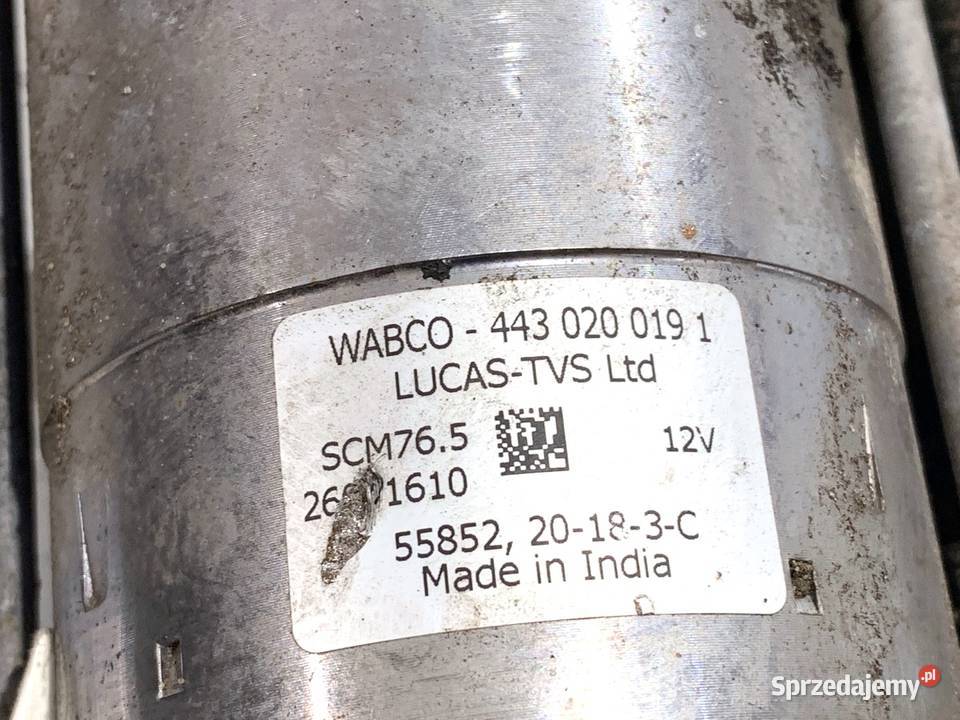 WABCO - 443 020 019 1
LUCAS-TVS Ltd
SCM76.5
12V
55852, 20-18-3-C
Made in India
Sprzedajemy.pl